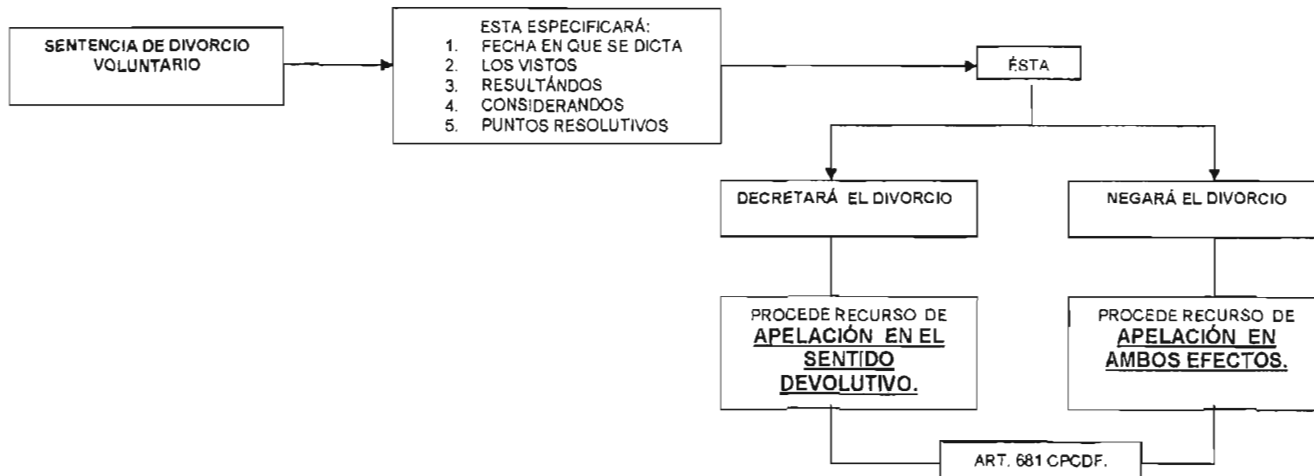 SENTENCIA DE DIVORCIO
VOLUNTARIO
ESTA ESPECIFICARÁ:
1. FECHA EN QUE SE DICTA
2. LOS VISTOS
3. RESULTÁNDOS
4. CONSIDERANDOS
5. PUNTOS RESOLUTIVOS
ÉSTA
DECRETARÁ EL DIVORCIO
NEGARÁ EL DIVORCIO
PROCEDE RECURSO DE
APELACIÓN EN EL
SENTIDO
DEVOLUTIVO.
PROCEDE RECURSO DE
APELACIÓN EN
AMBOS EFECTOS.
ART. 681 CPCDF.